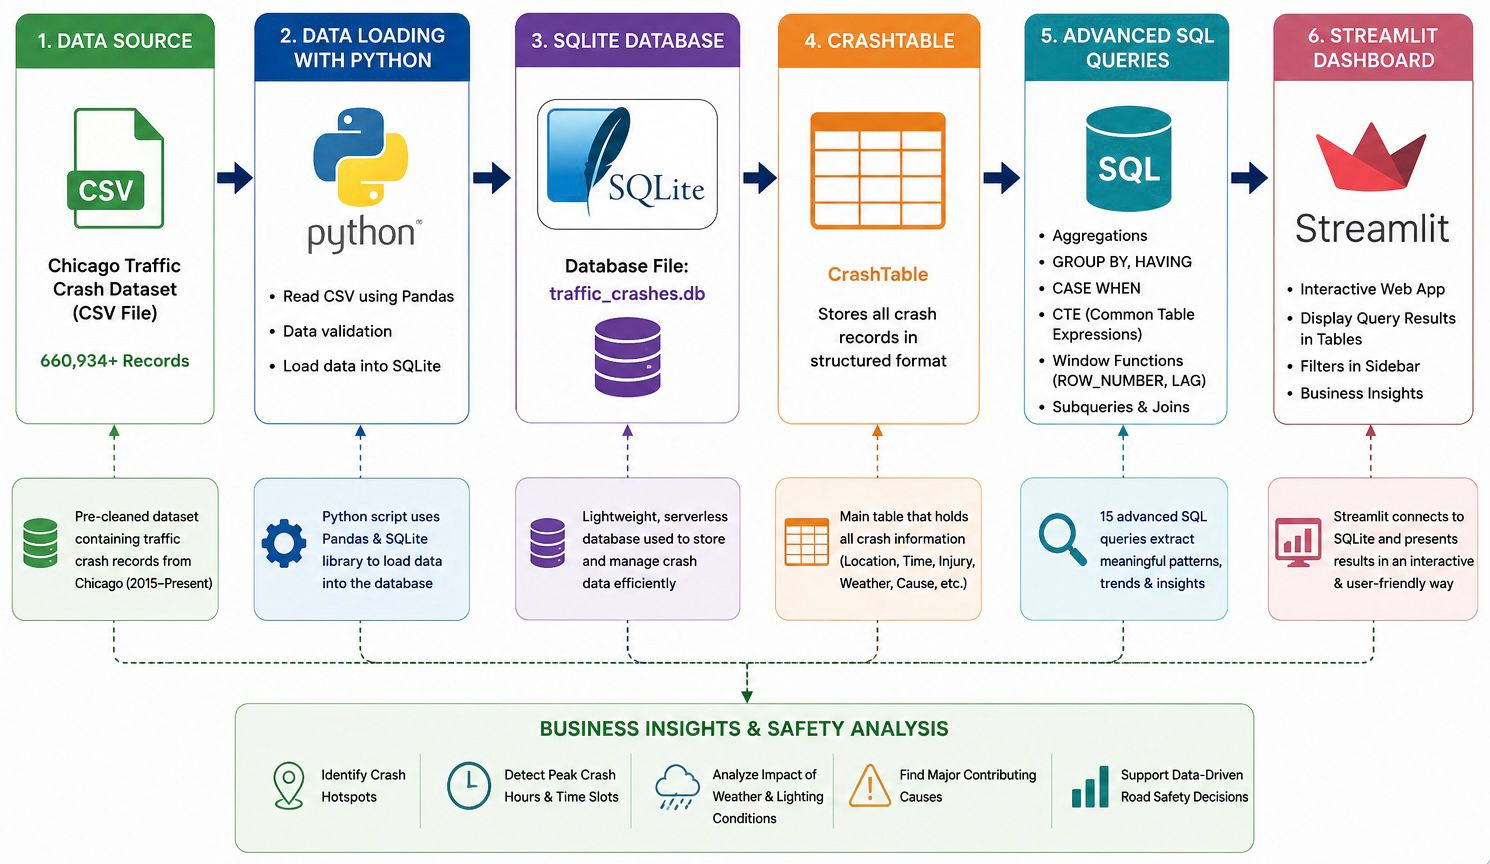 1. DATA SOURCE
CSV
Chicago Traffic
Crash Dataset
(CSV File)
660,934+ Records
2. DATA LOADING
WITH PYTHON
python™
• Read CSV using Pandas
• Data validation
• Load data into SQLite
3. SQLITE DATABASE
SQLite
Database File:
traffic_crashes.db
4. CRASHTABLE
CrashTable
Stores all crash
records in
structured format
5. ADVANCED SQL
QUERIES
SQL
• Aggregations
• GROUP BY, HAVING
• CASE WHEN
• CTE (Common Table
Expressions)
• Window Functions
(ROW_NUMBER, LAG)
• Subqueries & Joins
6. STREAMLIT
DASHBOARD
Streamlit
• Interactive Web App
• Display Query Results
in Tables
• Filters in Sidebar
• Business Insights
Pre-cleaned dataset
containing traffic
crash records from
Chicago (2015–Present)
Python script uses
Pandas & SQLite
library to load data
into the database
Lightweight, serverless
database used to store
and manage crash
data efficiently
Main table that holds
all crash information
(Location, Time, Injury,
Weather, Cause, etc.)
15 advanced SQL
queries extract
meaningful patterns,
trends & insights
Streamlit connects to
SQLite and presents
results in an interactive
& user-friendly way
BUSINESS INSIGHTS & SAFETY ANALYSIS
Identify Crash
Hotspots
Detect Peak Crash
Hours & Time Slots
Analyze Impact of
Weather & Lighting
Conditions
Find Major Contributing
Causes
Support Data-Driven
Road Safety Decisions